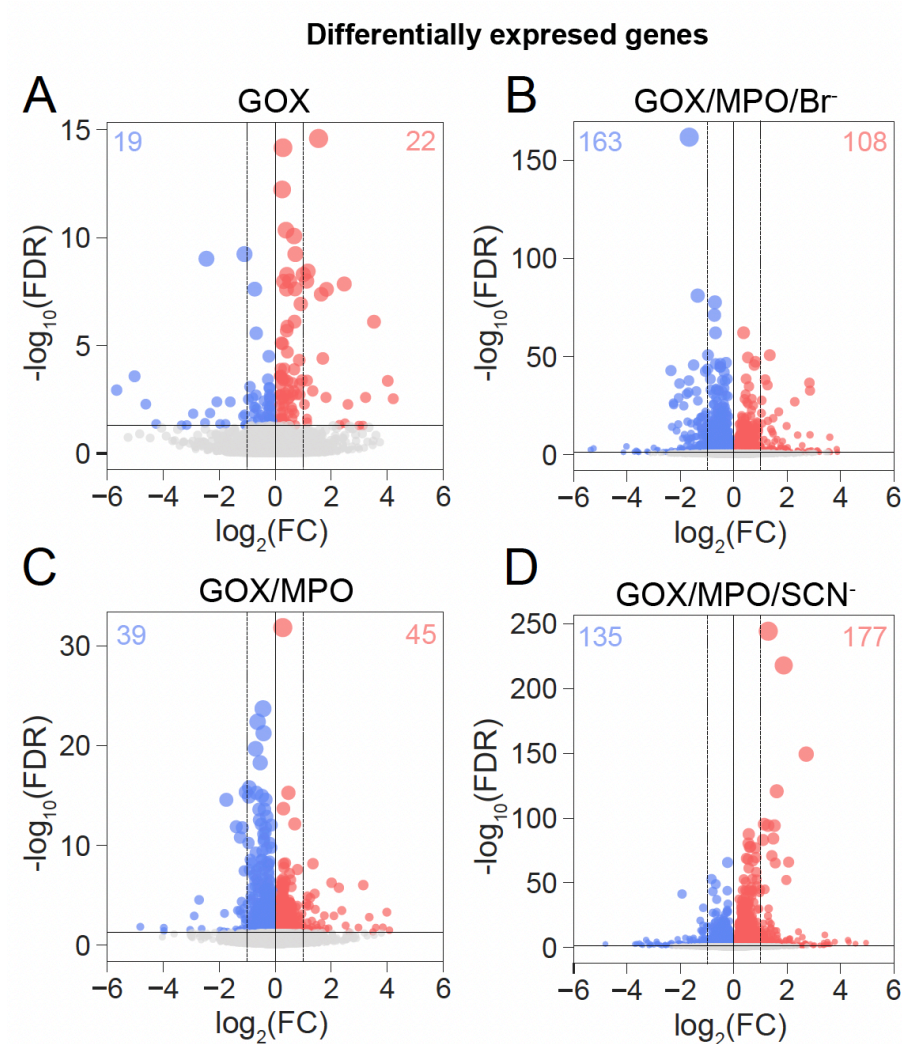 Differentially expresed genes
A
GOX
19
22
15
10
5
0
-log10(FDR)
−6 −4 −2 0 2 4 6
log2(FC)
B
GOX/MPO/Br-
163
108
150
100
50
0
-log10(FDR)
−6 −4 −2 0 2 4 6
log2(FC)
C
GOX/MPO
39
45
30
20
10
0
-log10(FDR)
−6 −4 −2 0 2 4 6
log2(FC)
D
GOX/MPO/SCN-
135
177
250
200
150
100
50
0
-log10(FDR)
−6 −4 −2 0 2 4 6
log2(FC)